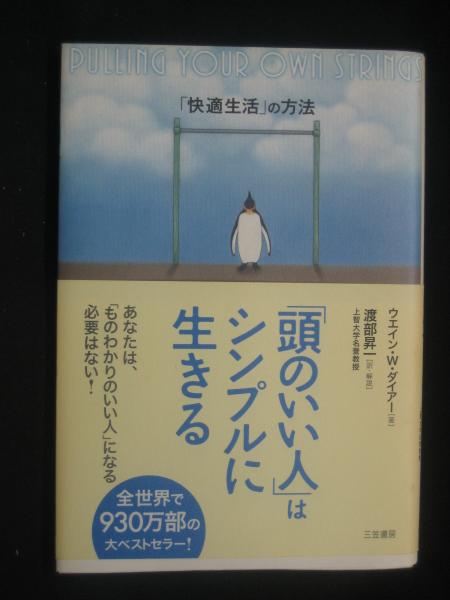 PULLING YOUR OWN STRINGS
「快適生活」の方法
「頭のいい人」は
シンプルに
生きる
ウエイン・W・ダイアー[著]
渡部昇一[訳・解説]
上智大学名誉教授
あなたは、
「ものわかりのいい人」になる
必要はない!
全世界で
930万部の
大ベストセラー!
三笠書房